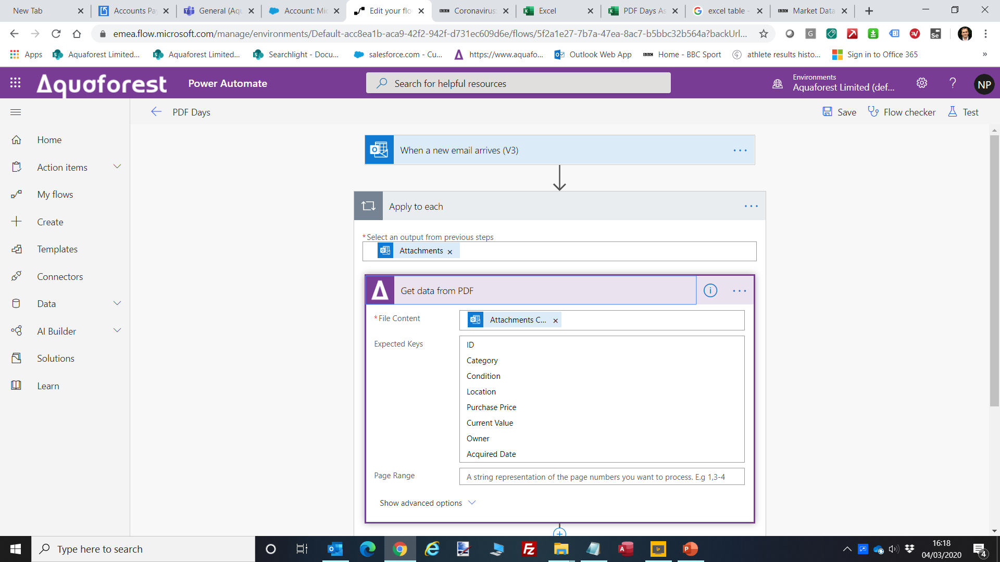 New Tab
Accounts Pa
General (Aqu
Account: Mic
Edit your flo
Coronavirus:
Excel
PDF Days As
excel table -
Market Data
emea.flow.microsoft.com/manage/environments/Default-acc8ea1b-aca9-42f2-942f-d731ec609d6e/flows/5f2a1e27-7b7a-47ea-8ac7-b5bbc32b564a?backUrl...
Apps
Aquaforest Limited...
Aquaforest Limited...
Searchlight - Docu...
salesforce.com - Cu...
https://www.aquafo...
Outlook Web App
BBC
Home - BBC Sport
athlete results histo...
Sign in to Office 365
»
Aquaforest
Power Automate
Search for helpful resources
Environments
Aquaforest Limited (def...
?
NP
PDF Days
Save
Flow checker
Test
Home
Action items
My flows
Create
Templates
Connectors
Data
AI Builder
Solutions
Learn
When a new email arrives (V3)
...
Apply to each
...
* Select an output from previous steps
Attachments ×
Get data from PDF
...
* File Content
Attachments C... ×
Expected Keys
ID
Category
Condition
Location
Purchase Price
Current Value
Owner
Acquired Date
Page Range
A string representation of the page numbers you want to process. E.g 1,3-4
Show advanced options
Type here to search
16:18
04/03/2020
4